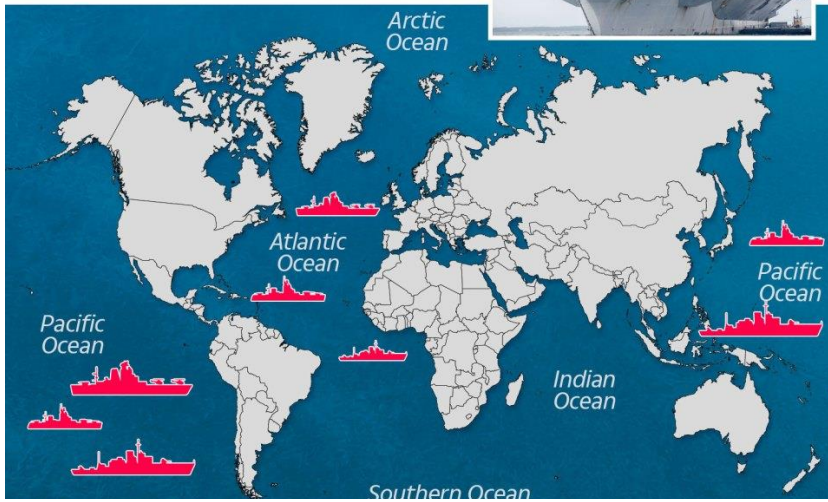 Arctic
Ocean
Atlantic
Ocean
Pacific
Ocean
Pacific
Ocean
Indian
Ocean
Southern Ocean